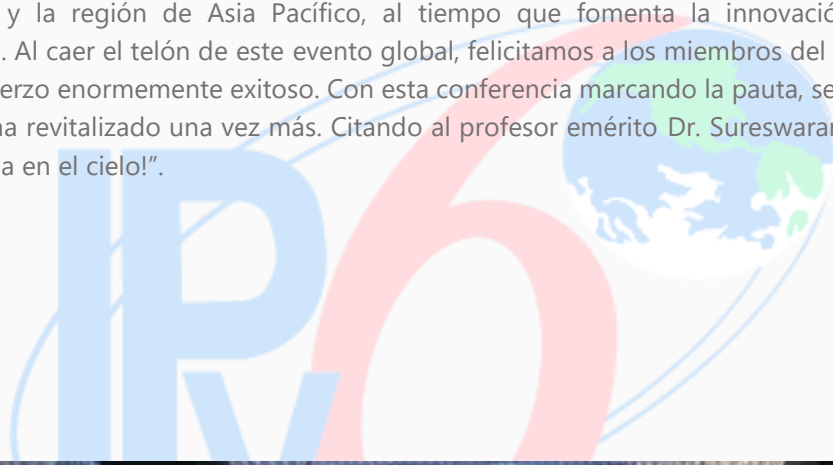 y la región de Asia Pacífico, al tiempo que fomenta la innovació
. Al caer el telón de este evento global, felicitamos a los miembros del
erzo enormemente exitoso. Con esta conferencia marcando la pauta, se
na revitalizado una vez más. Citando al profesor emérito Dr. Sureswaran
a en el cielo!”.
IPv6